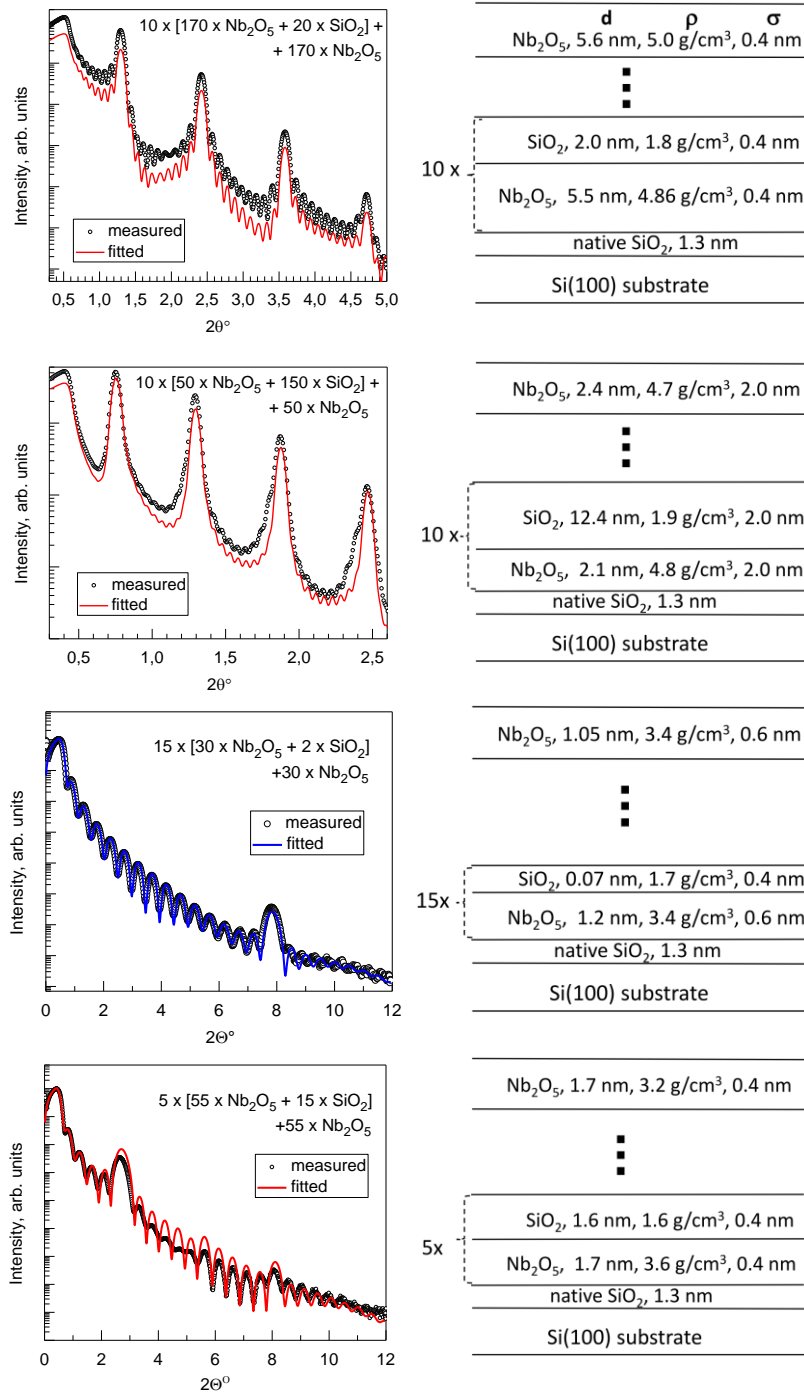 10 x [170 x Nb₂O₅ + 20 x SiO₂] +
+ 170 x Nb₂O₅
Intensity, arb. units
measured
fitted
0,5 1,0 1,5 2,0 2,5 3,0 3,5 4,0 4,5 5,0
2θ°
d ρ σ
Nb₂O₅, 5.6 nm, 5.0 g/cm³, 0.4 nm
10 x
SiO₂, 2.0 nm, 1.8 g/cm³, 0.4 nm
Nb₂O₅, 5.5 nm, 4.86 g/cm³, 0.4 nm
native SiO₂, 1.3 nm
Si(100) substrate
10 x [50 x Nb₂O₅ + 150 x SiO₂] +
+ 50 x Nb₂O₅
Intensity, arb. units
measured
fitted
0,5 1,0 1,5 2,0 2,5
2θ°
Nb₂O₅, 2.4 nm, 4.7 g/cm³, 2.0 nm
10 x
SiO₂, 12.4 nm, 1.9 g/cm³, 2.0 nm
Nb₂O₅, 2.1 nm, 4.8 g/cm³, 2.0 nm
native SiO₂, 1.3 nm
Si(100) substrate
15 x [30 x Nb₂O₅ + 2 x SiO₂]
+30 x Nb₂O₅
Intensity, arb. units
measured
fitted
0 2 4 6 8 10 12
2Θ°
Nb₂O₅, 1.05 nm, 3.4 g/cm³, 0.6 nm
15x
SiO₂, 0.07 nm, 1.7 g/cm³, 0.4 nm
Nb₂O₅, 1.2 nm, 3.4 g/cm³, 0.6 nm
native SiO₂, 1.3 nm
Si(100) substrate
5 x [55 x Nb₂O₅ + 15 x SiO₂]
+55 x Nb₂O₅
Intensity, arb. units
measured
fitted
0 2 4 6 8 10 12
2Θ⁰
Nb₂O₅, 1.7 nm, 3.2 g/cm³, 0.4 nm
5x
SiO₂, 1.6 nm, 1.6 g/cm³, 0.4 nm
Nb₂O₅, 1.7 nm, 3.6 g/cm³, 0.4 nm
native SiO₂, 1.3 nm
Si(100) substrate